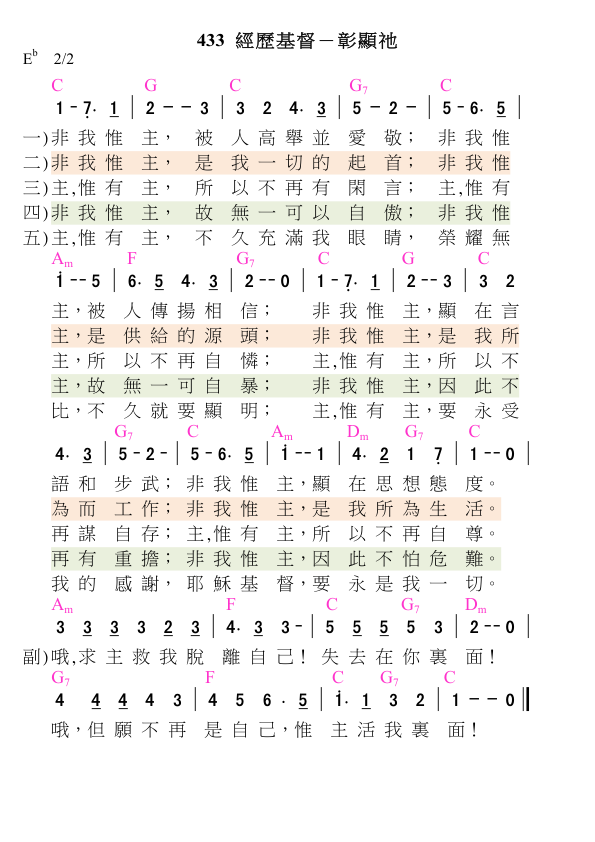 433 經歷基督－彰顯祂
E♭ 2/2
C G C G7 C
1 - 7· 1 | 2 － － 3 | 3 2 4· 3 | 5 － 2 － | 5 - 6· 5 |
一)非 我 惟 主， 被 人 高 舉 並 愛 敬； 非 我 惟
二)非 我 惟 主， 是 我 一 切 的 起 首； 非 我 惟
三)主,惟 有 主， 所 以 不 再 有 閑 言； 主,惟 有
四)非 我 惟 主， 故 無 一 可 以 自 傲； 非 我 惟
五)主,惟 有 主， 不 久 充 滿 我 眼 睛， 榮 耀 無
Am F G7 C G C
i - - 5 | 6· 5 4· 3 | 2 - - 0 | 1 - 7· 1 | 2 - - 3 | 3 2
主，被 人 傳 揚 相 信； 非 我 惟 主，顯 在 言
主，是 供 給 的 源 頭； 非 我 惟 主，是 我 所
主，所 以 不 再 自 憐； 主,惟 有 主，所 以 不
主，故 無 一 可 自 暴； 非 我 惟 主，因 此 不
比，不 久 就 要 顯 明； 主,惟 有 主，要 永 受
G7 C Am Dm G7 C
4· 3 | 5 - 2 - | 5 - 6· 5 | i - - 1 | 4· 2 1 7 | 1 - - 0 |
語 和 步 武； 非 我 惟 主，顯 在 思 想 態 度。
為 而 工 作； 非 我 惟 主，是 我 所 為 生 活。
再 謀 自 存； 主,惟 有 主，所 以 不 再 自 尊。
再 有 重 擔； 非 我 惟 主，因 此 不 怕 危 難。
我 的 感 謝， 耶 穌 基 督，要 永 是 我 一 切。
Am F C G7 Dm
3 3 3 3 2 3 | 4· 3 3 - | 5 5 5 5 3 | 2 - - 0 |
副)哦,求 主 救 我 脫 離 自 己！ 失 去 在 你 裏 面！
G7 F C G7 C
4 4 4 4 3 | 4 5 6 · 5 | i· 1 3 2 | 1 － － 0 ‖
哦，但 願 不 再 是 自 己，惟 主 活 我 裏 面！